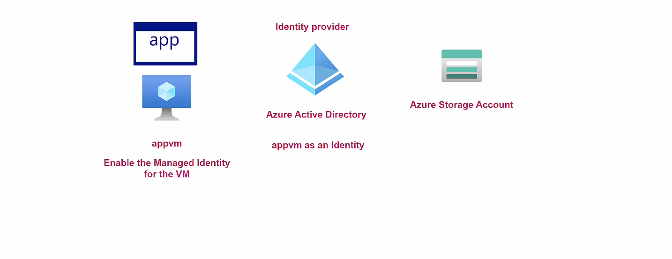 app
Identity provider
Azure Active Directory
Azure Storage Account
appvm
appvm as an identity
Enable the Managed Identity
for the VM